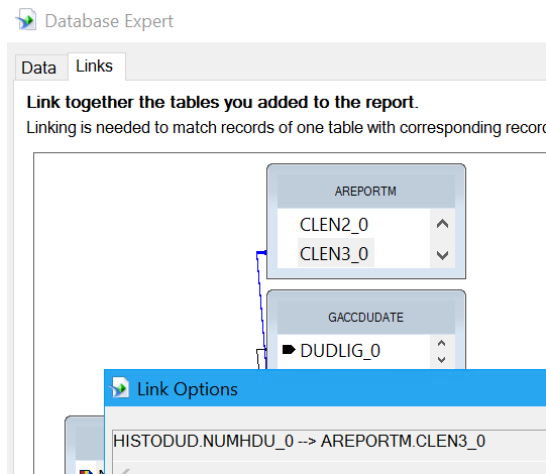 Database Expert
Data Links
Link together the tables you added to the report.
Linking is needed to match records of one table with corresponding
AREPORTM
CLEN2_0
CLEN3_0
GACCDUDATE
DUDLIG_0
Link Options
HISTODUD.NUMHDU_0 --> AREPORTM.CLEN3_0